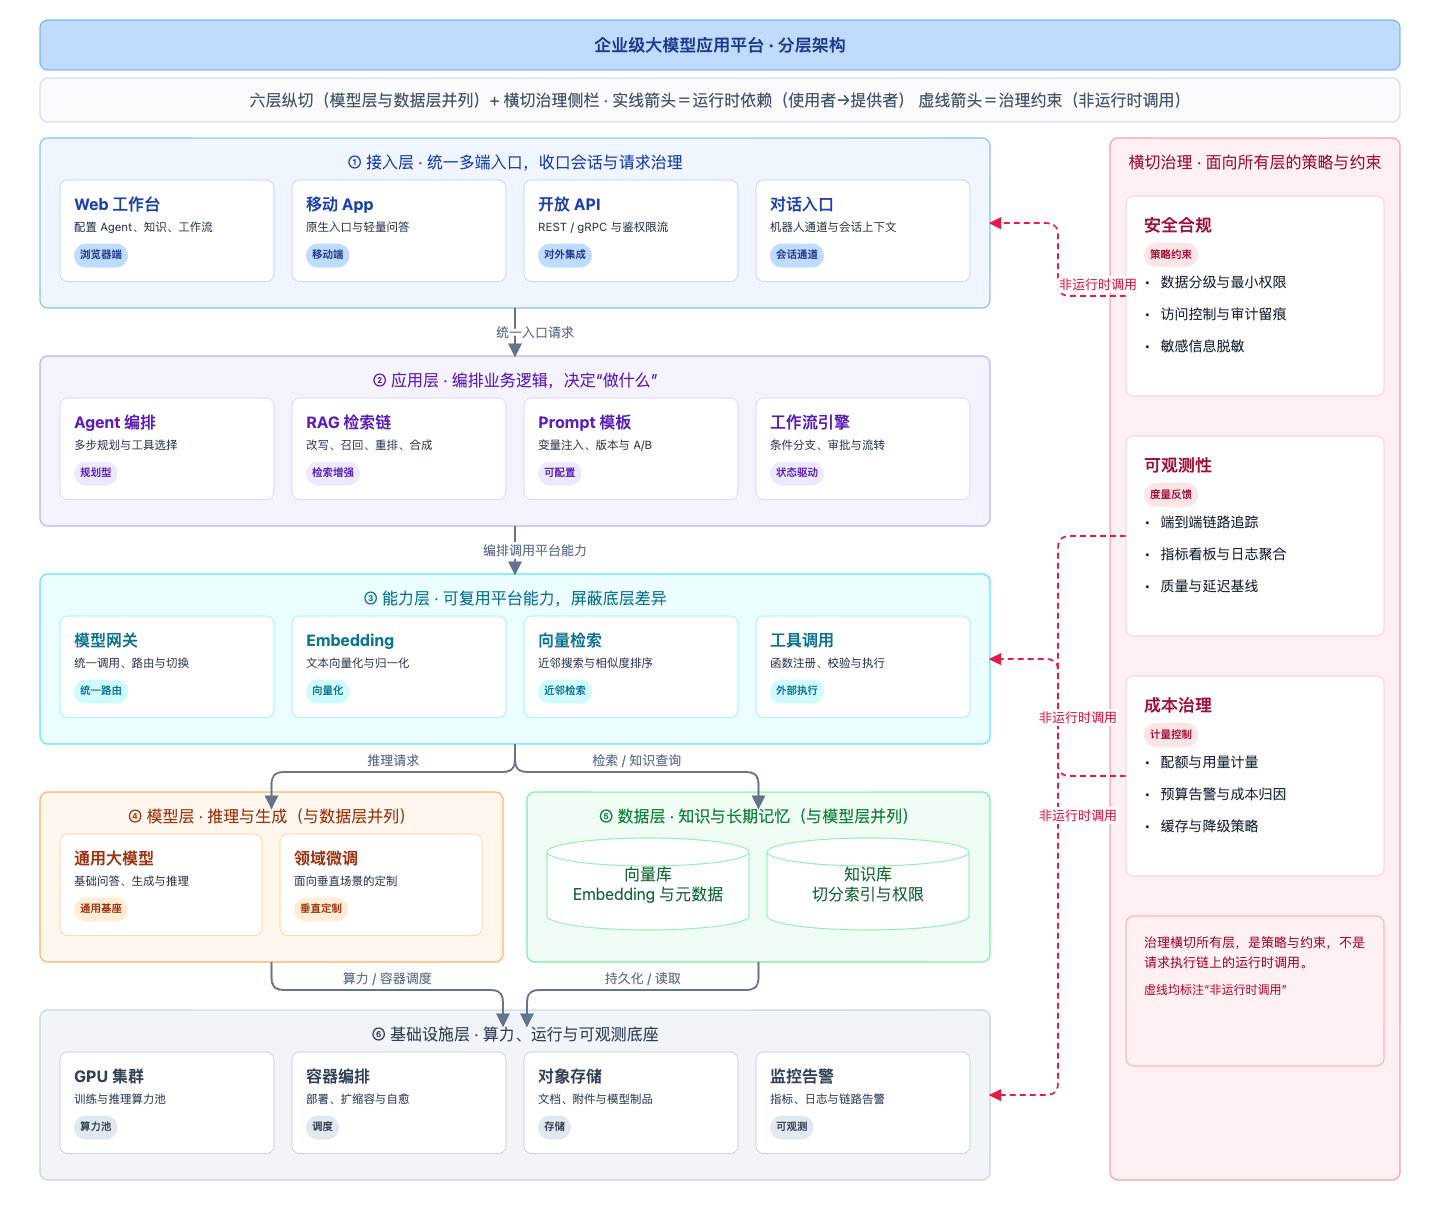 企业级大模型应用平台 · 分层架构
六层纵切（模型层与数据层并列）+ 横切治理侧栏 · 实线箭头＝运行时依赖（使用者→提供者） 虚线箭头＝治理约束（非运行时调用）
① 接入层 · 统一多端入口，收口会话与请求治理
Web 工作台
配置 Agent、知识、工作流
浏览器端
移动 App
原生入口与轻量问答
移动端
开放 API
REST / gRPC 与鉴权限流
对外集成
对话入口
机器人通道与会话上下文
会话通道
统一入口请求
② 应用层 · 编排业务逻辑，决定“做什么”
Agent 编排
多步规划与工具选择
规划型
RAG 检索链
改写、召回、重排、合成
检索增强
Prompt 模板
变量注入、版本与 A/B
可配置
工作流引擎
条件分支、审批与流转
状态驱动
编排调用平台能力
③ 能力层 · 可复用平台能力，屏蔽底层差异
模型网关
统一调用、路由与切换
统一路由
Embedding
文本向量化与归一化
向量化
向量检索
近邻搜索与相似度排序
近邻检索
工具调用
函数注册、校验与执行
外部执行
推理请求
检索 / 知识查询
④ 模型层 · 推理与生成（与数据层并列）
通用大模型
基础问答、生成与推理
通用基座
领域微调
面向垂直场景的定制
垂直定制
⑤ 数据层 · 知识与长期记忆（与模型层并列）
向量库
Embedding 与元数据
知识库
切分索引与权限
算力 / 容器调度
持久化 / 读取
⑥ 基础设施层 · 算力、运行与可观测底座
GPU 集群
训练与推理算力池
算力池
容器编排
部署、扩缩容与自愈
调度
对象存储
文档、附件与模型制品
存储
监控告警
指标、日志与链路告警
可观测
横切治理 · 面向所有层的策略与约束
安全合规
策略约束
• 数据分级与最小权限
• 访问控制与审计留痕
• 敏感信息脱敏
非运行时调用
可观测性
度量反馈
• 端到端链路追踪
• 指标看板与日志聚合
• 质量与延迟基线
非运行时调用
成本治理
计量控制
• 配额与用量计量
• 预算告警与成本归因
• 缓存与降级策略
非运行时调用
治理横切所有层，是策略与约束，不是
请求执行链上的运行时调用。
虚线均标注“非运行时调用”